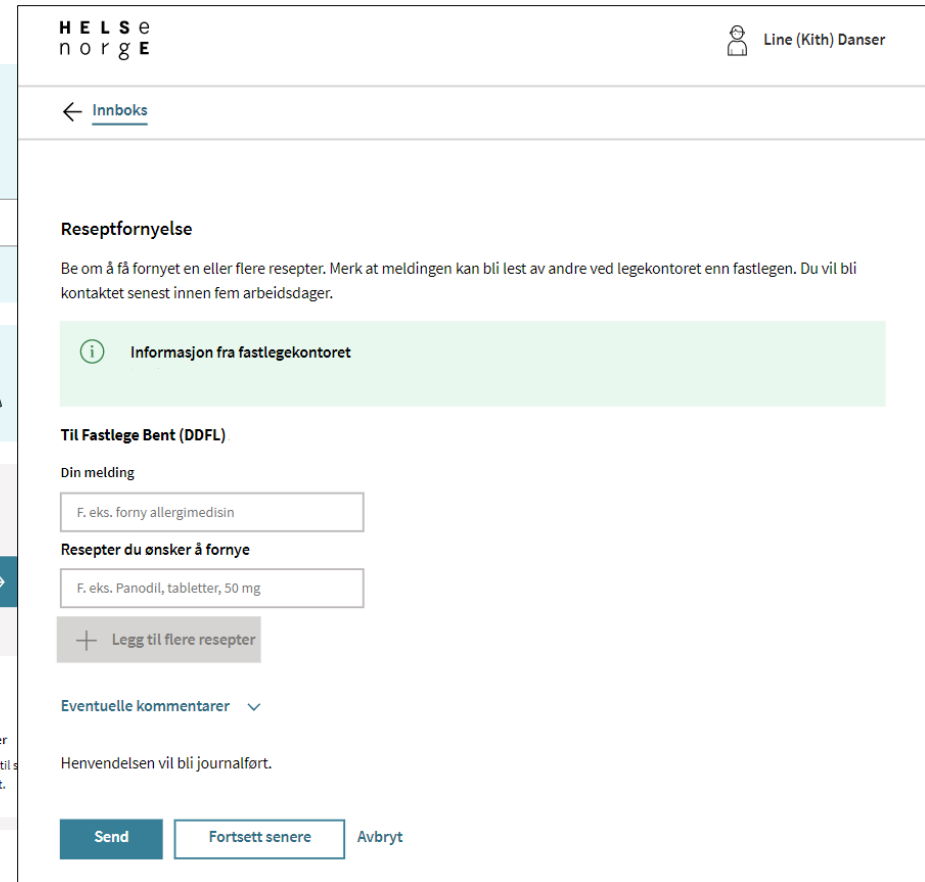 HELSe
norgE
Line (Kith) Danser
Innboks
Reseptfornyelse
Be om å få fornyet en eller flere resepter. Merk at meldingen kan bli lest av andre ved legekontoret enn fastlegen. Du vil bli
kontaktet senest innen fem arbeidsdager.
Informasjon fra fastlegekontoret
Til Fastlege Bent (DDFL)
Din melding
F. eks. forny allergimedisin
Resepter du ønsker å fornye
F. eks. Panodil, tabletter, 50 mg
Legg til flere resepter
Eventuelle kommentarer
er
til s
t.
Henvendelsen vil bli journalført.
Send
Fortsett senere
Avbryt